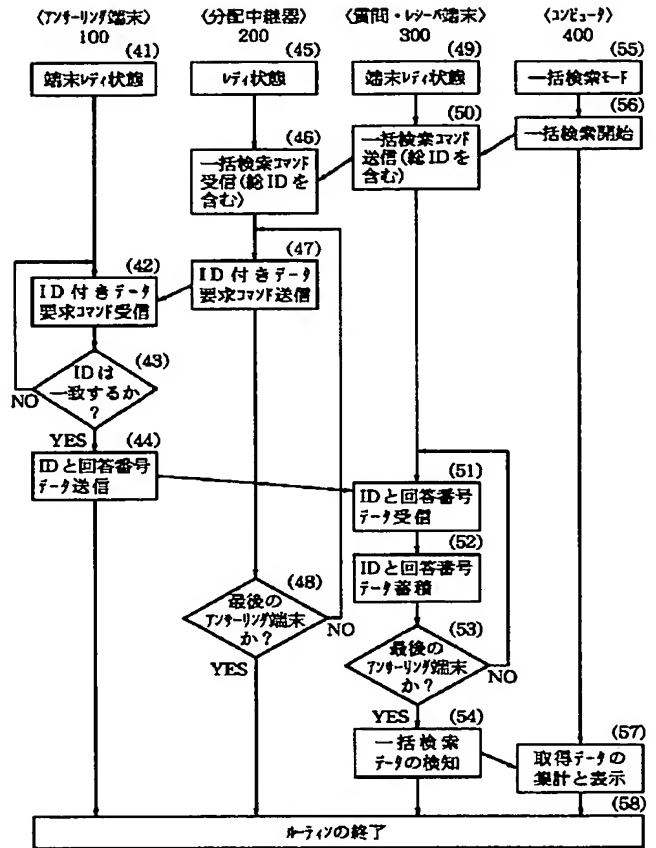 〈アンサーリング端末〉
100
〈分配中継器〉
200
〈質問・レシーバ端末〉
300
〈コンピュータ〉
400
(41)
端末レディ状態
(45)
レディ状態
(49)
端末レディ状態
(55)
一括検索モード
(56)
一括検索開始
(50)
一括検索コマンド
送信(総IDを
含む)
(46)
一括検索コマンド
受信(総IDを
含む)
(47)
ID付きデータ
要求コマンド送信
(42)
ID付きデータ
要求コマンド受信
(43)
IDは
一致するか
?
NO
YES
(44)
IDと回答番号
データ送信
(51)
IDと回答番号
データ受信
(52)
IDと回答番号
データ蓄積
(48)
最後の
アンサーリング端末
か?
NO
YES
(53)
最後の
アンサーリング端末
か?
NO
YES
(54)
一括検索
データの検知
(57)
取得データの
集計と表示
(58)
ルーティンの終了